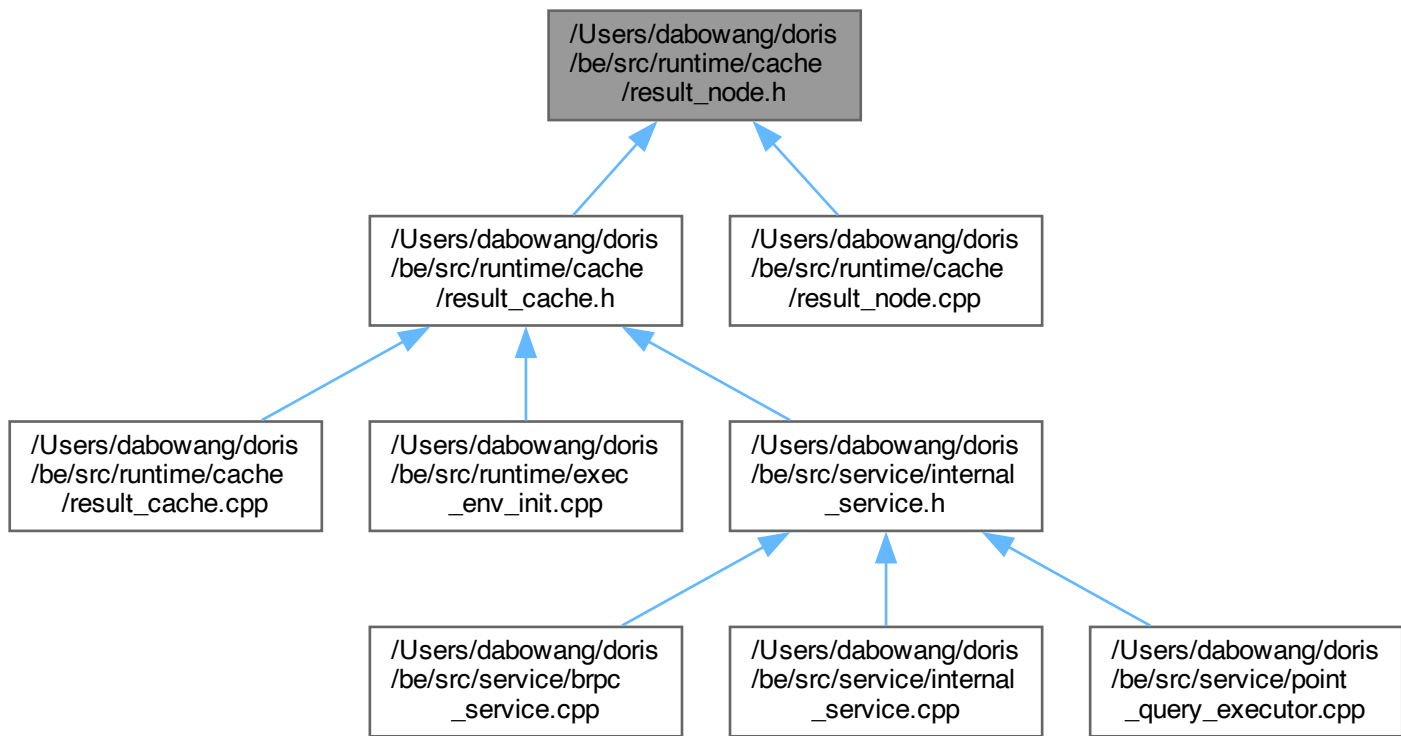 /Users/dabowang/doris
/be/src/runtime/cache
/result_node.h
/Users/dabowang/doris
/be/src/runtime/cache
/result_cache.h
/Users/dabowang/doris
/be/src/runtime/cache
/result_node.cpp
/Users/dabowang/doris
/be/src/runtime/cache
/result_cache.cpp
/Users/dabowang/doris
/be/src/runtime/exec
_env_init.cpp
/Users/dabowang/doris
/be/src/service/internal
_service.h
/Users/dabowang/doris
/be/src/service/brpc
_service.cpp
/Users/dabowang/doris
/be/src/service/internal
_service.cpp
/Users/dabowang/doris
/be/src/service/point
_query_executor.cpp